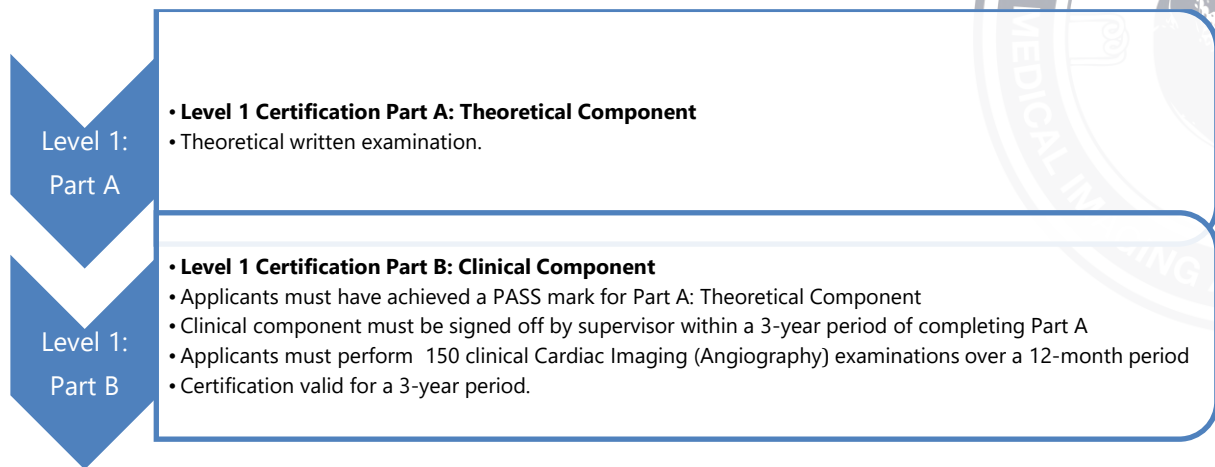 Level 1:
Part A
• Level 1 Certification Part A: Theoretical Component
• Theoretical written examination.
Level 1:
Part B
• Level 1 Certification Part B: Clinical Component
• Applicants must have achieved a PASS mark for Part A: Theoretical Component
• Clinical component must be signed off by supervisor within a 3-year period of completing Part A
• Applicants must perform 150 clinical Cardiac Imaging (Angiography) examinations over a 12-month period
• Certification valid for a 3-year period.
MEDICAL